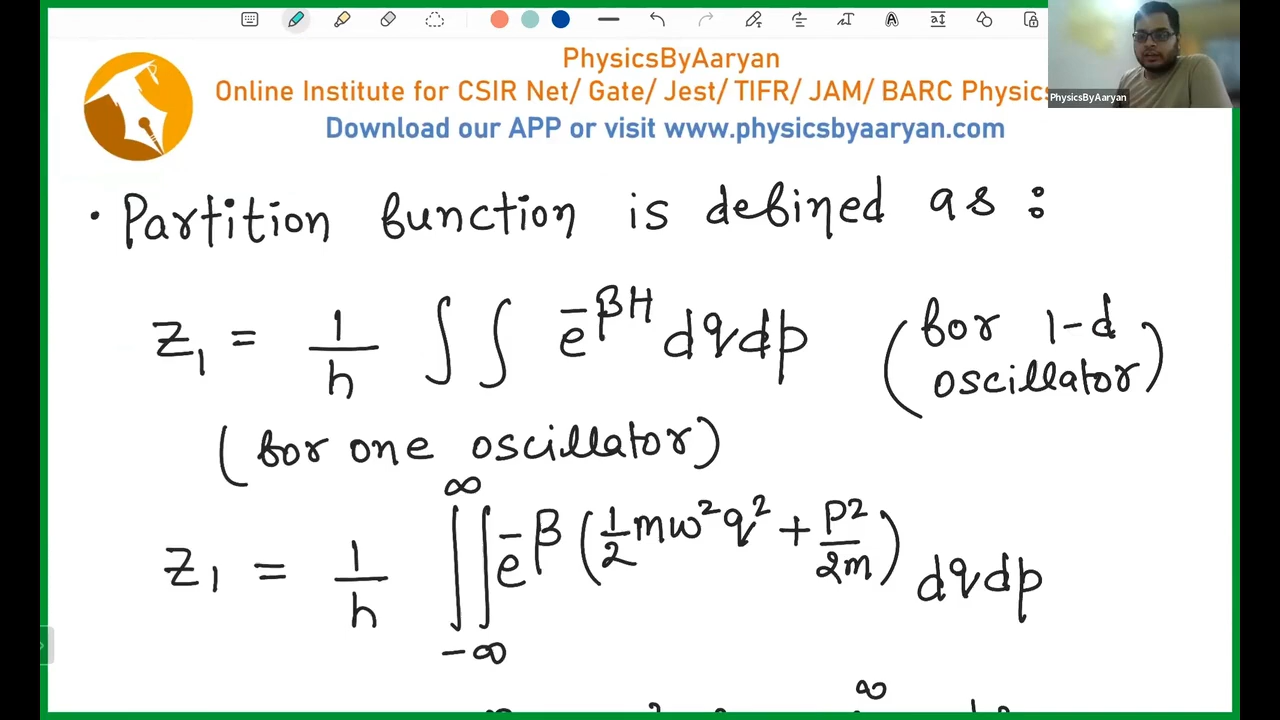 PhysicsByAaryan
Online Institute for CSIR Net/ Gate/ Jest/ TIFR/ JAM/ BARC Physics
Download our APP or visit www.physicsbyaaryan.com
PhysicsByAaryan
• Partition function is defined as :
Z₁ = 1/h ∫∫ e^{-βH} dq dp (for 1-d oscillator)
(for one oscillator)
Z₁ = 1/h ∫∫_{-∞}^{∞} e^{-β(1/2 mω²q² + p²/2m)} dq dp
∞